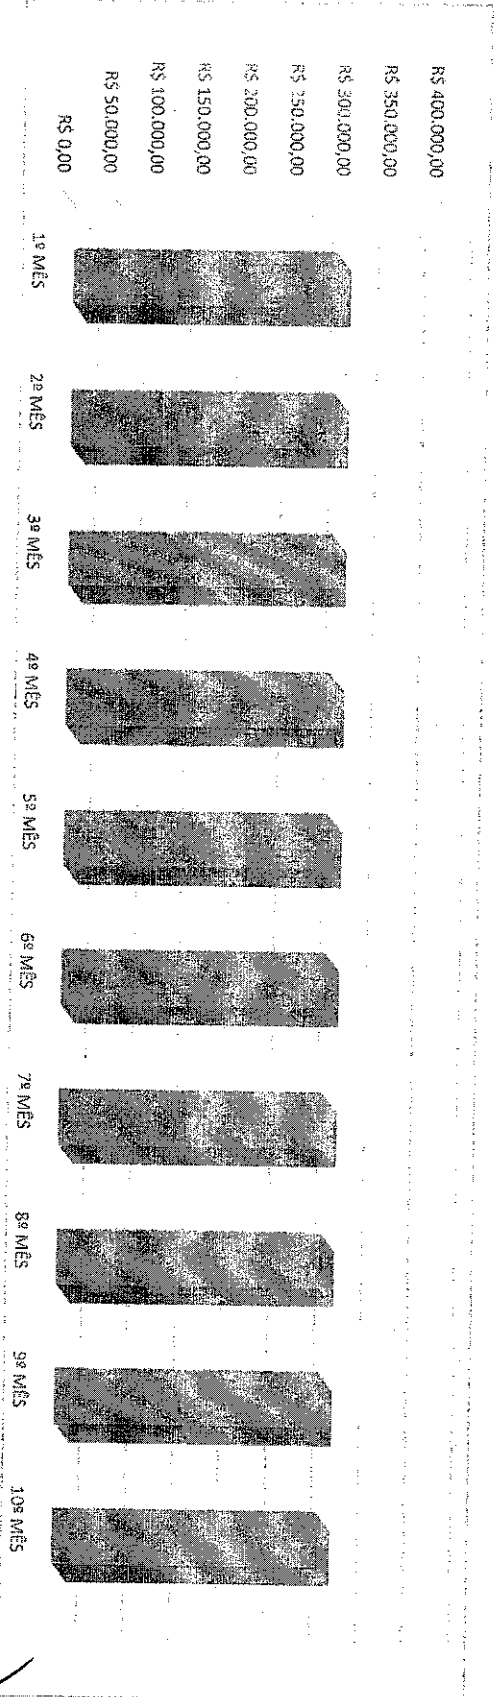 R$ 400.000,00
R$ 350.000,00
R$ 300.000,00
R$ 250.000,00
R$ 200.000,00
R$ 150.000,00
R$ 100.000,00
R$ 50.000,00
R$ 0,00
1º MÊS
2º MÊS
3º MÊS
4º MÊS
5º MÊS
6º MÊS
7º MÊS
8º MÊS
9º MÊS
10º MÊS